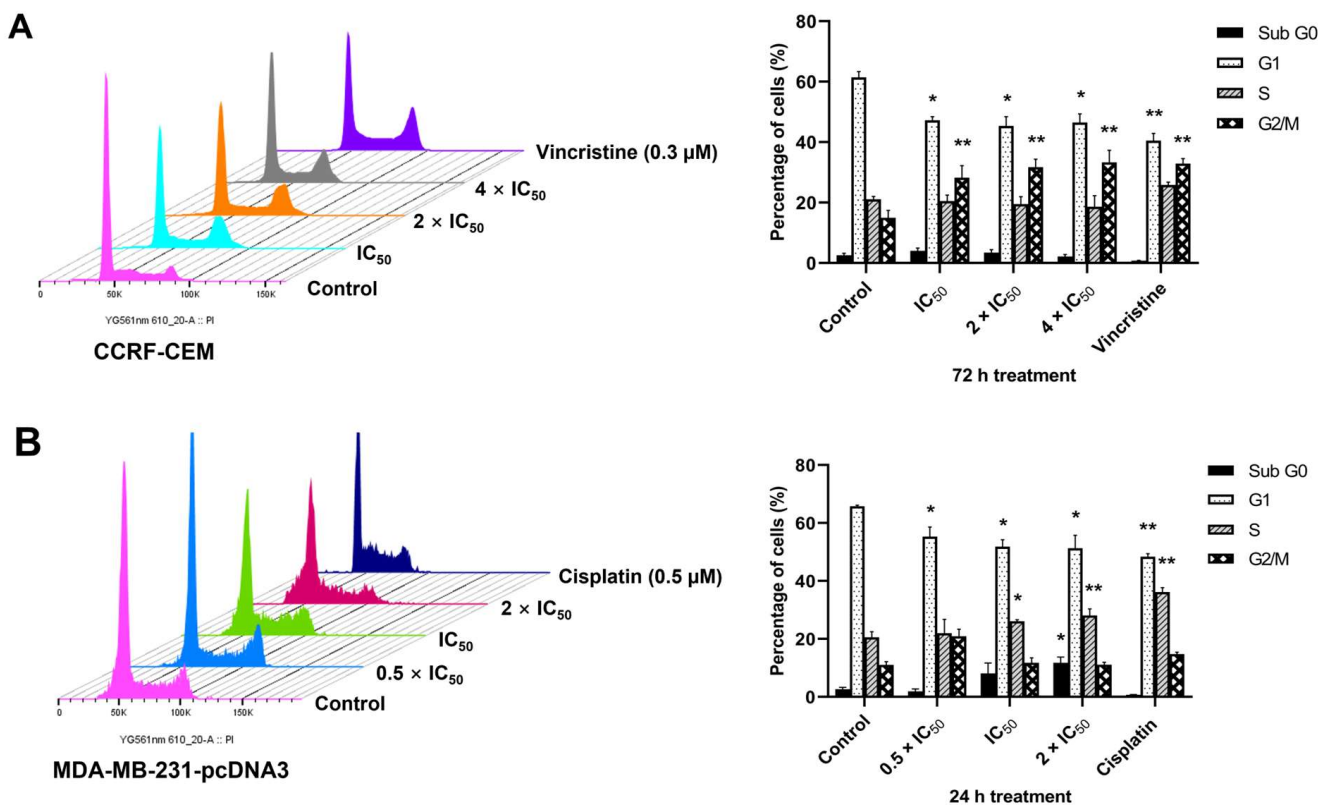 A
Vincristine (0.3 µM)
4 × IC50
2 × IC50
IC50
Control
0 50K 100K 150K
YG561nm 610_20-A :: PI
CCRF-CEM
Percentage of cells (%)
80
60
40
20
0
* ** * ** * ** ** **
Sub G0
G1
S
G2/M
Control IC50 2 × IC50 4 × IC50 Vincristine
72 h treatment
B
Cisplatin (0.5 µM)
2 × IC50
IC50
0.5 × IC50
Control
0 50K 100K 150K
YG561nm 610_20-A :: PI
MDA-MB-231-pcDNA3
Percentage of cells (%)
80
60
40
20
0
* * * * * ** ** **
Sub G0
G1
S
G2/M
Control 0.5 × IC50 IC50 2 × IC50 Cisplatin
24 h treatment